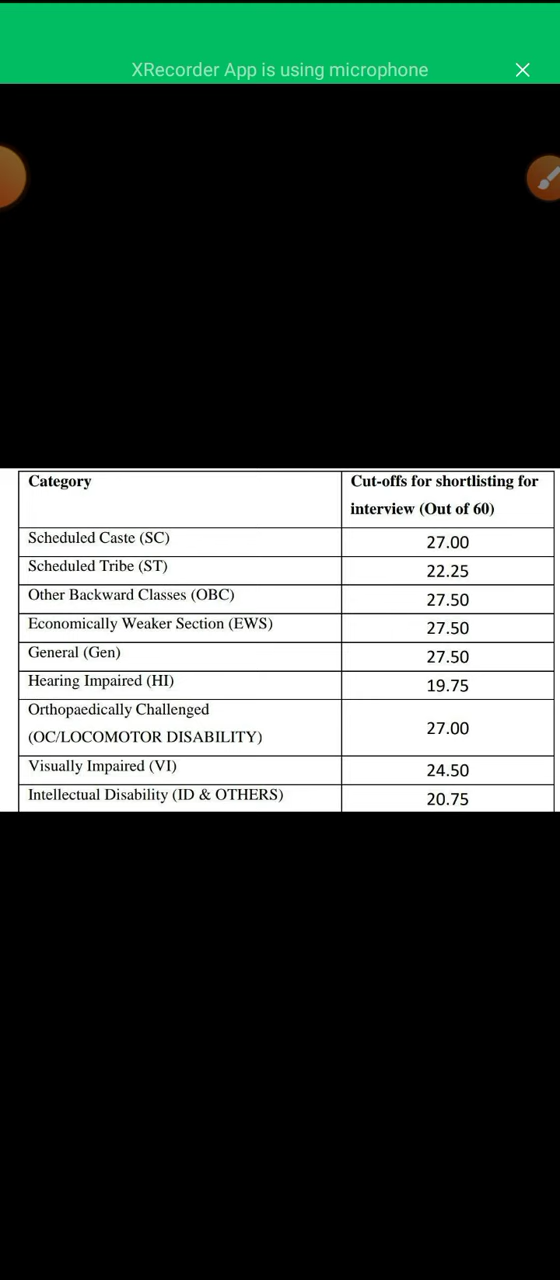 XRecorder App is using microphone
Category Cut-offs for shortlisting for
interview (Out of 60)
Scheduled Caste (SC) 27.00
Scheduled Tribe (ST) 22.25
Other Backward Classes (OBC) 27.50
Economically Weaker Section (EWS) 27.50
General (Gen) 27.50
Hearing Impaired (HI) 19.75
Orthopaedically Challenged
(OC/LOCOMOTOR DISABILITY) 27.00
Visually Impaired (VI) 24.50
Intellectual Disability (ID & OTHERS) 20.75